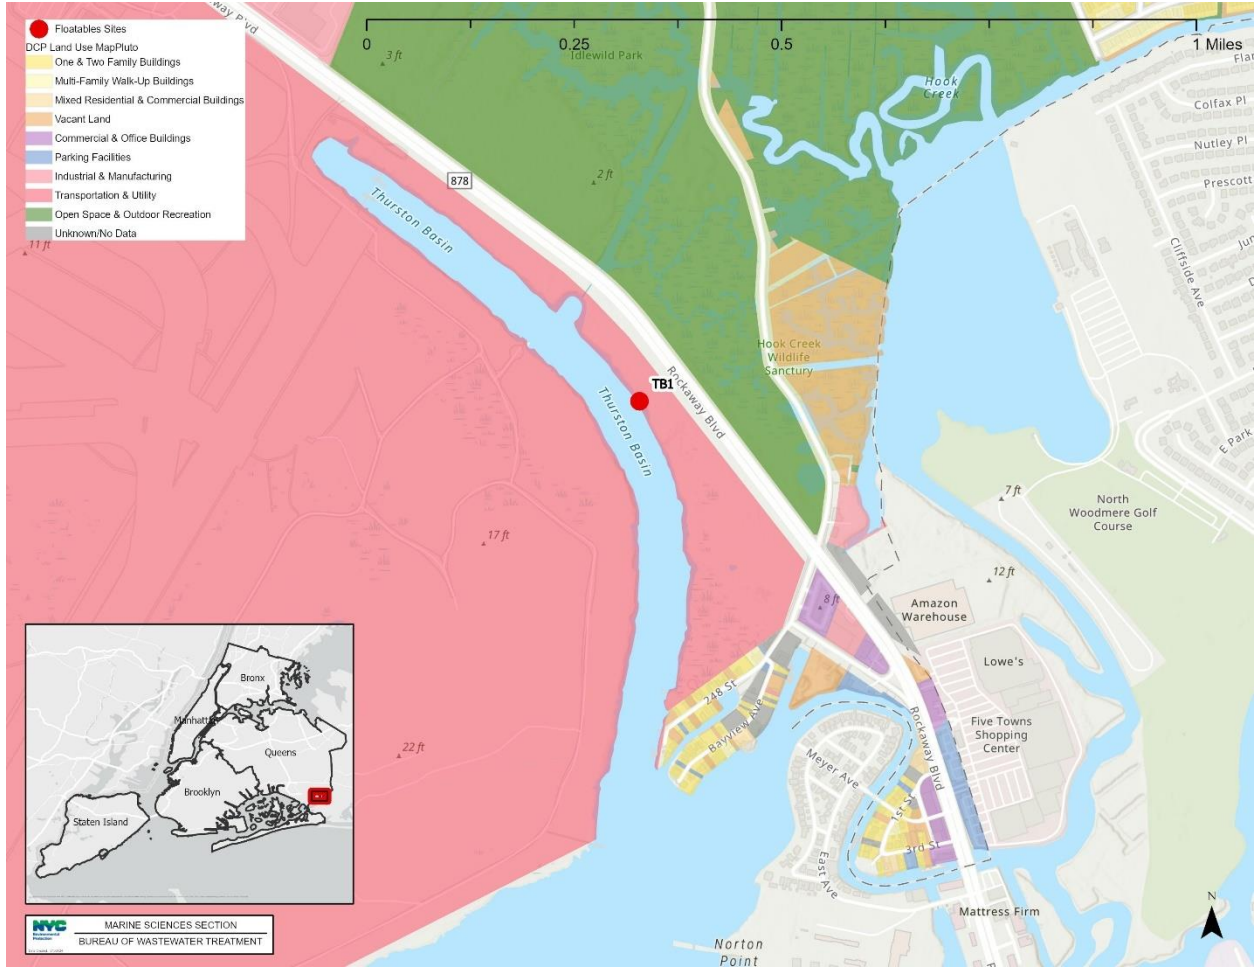 Floatables Sites
DCP Land Use MapPluto
One & Two Family Buildings
Multi-Family Walk-Up Buildings
Mixed Residential & Commercial Buildings
Vacant Land
Commercial & Office Buildings
Parking Facilities
Industrial & Manufacturing
Transportation & Utility
Open Space & Outdoor Recreation
Unknown/No Data
Rockaway Blvd
0
0.25
0.5
1 Miles
3 ft
Idlewild Park
Hook
Creek
Colfax Pl
Nutley Pl
Prescott
878
2 ft
Thurston Basin
11 ft
Cliffside Ave
Hook Creek
Wildlife
Sanctury
TB1
Rockaway Blvd
Thurston Basin
E Park
7 ft
North
Woodmere Golf
Course
17 ft
12 ft
8 ft
Amazon
Warehouse
Lowe's
248 St
Bayview Ave
Rockaway Blvd
Five Towns
Shopping
Center
22 ft
Meyer Ave
1st St
3rd St
East Ave
Mattress Firm
Norton
Point
N
Bronx
Manhattan
Queens
Brooklyn
Staten Island
NYC
Environmental
Protection
MARINE SCIENCES SECTION
BUREAU OF WASTEWATER TREATMENT